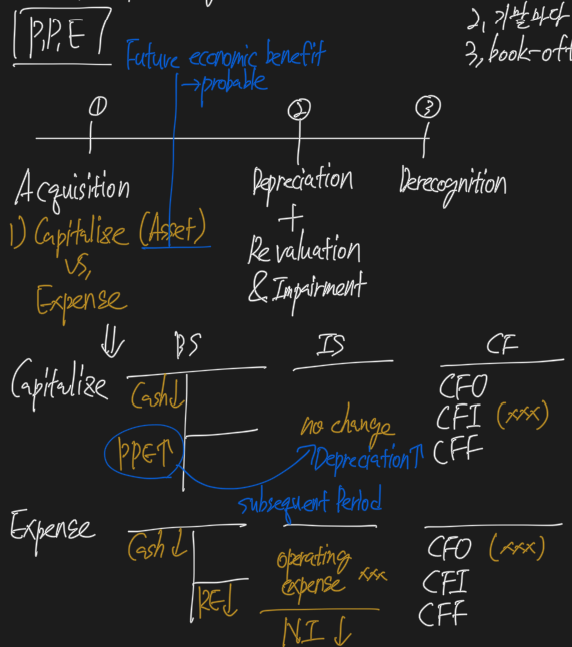 P,P,E
2, 기말마다
3, book-off
Future economic benefit
→probable
① ② ③
Acquisition
1) Capitalize (Asset)
vs,
Expense
Depreciation
+
Revaluation
& Impairment
Derecognition
⇓ BS IS CF
Capitalize
Cash↓
PPE↑
no change
Depreciation↑
subsequent Period
CFO
CFI (xxx)
CFF
Expense
Cash↓
RE↓
operating
expense xxx
N.I ↓
CFO (xxx)
CFI
CFF